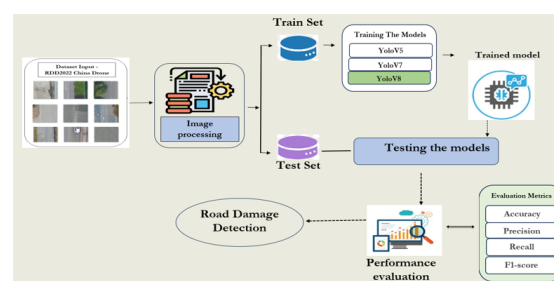 Dataset Input -
RDD2022 China Drone
Image
processing
Train Set
Test Set
Training The Models
YoloV5
YoloV7
YoloV8
Trained model
Testing the models
Road Damage
Detection
Performance
evaluation
Evaluation Metrics
Accuracy
Precision
Recall
F1-score